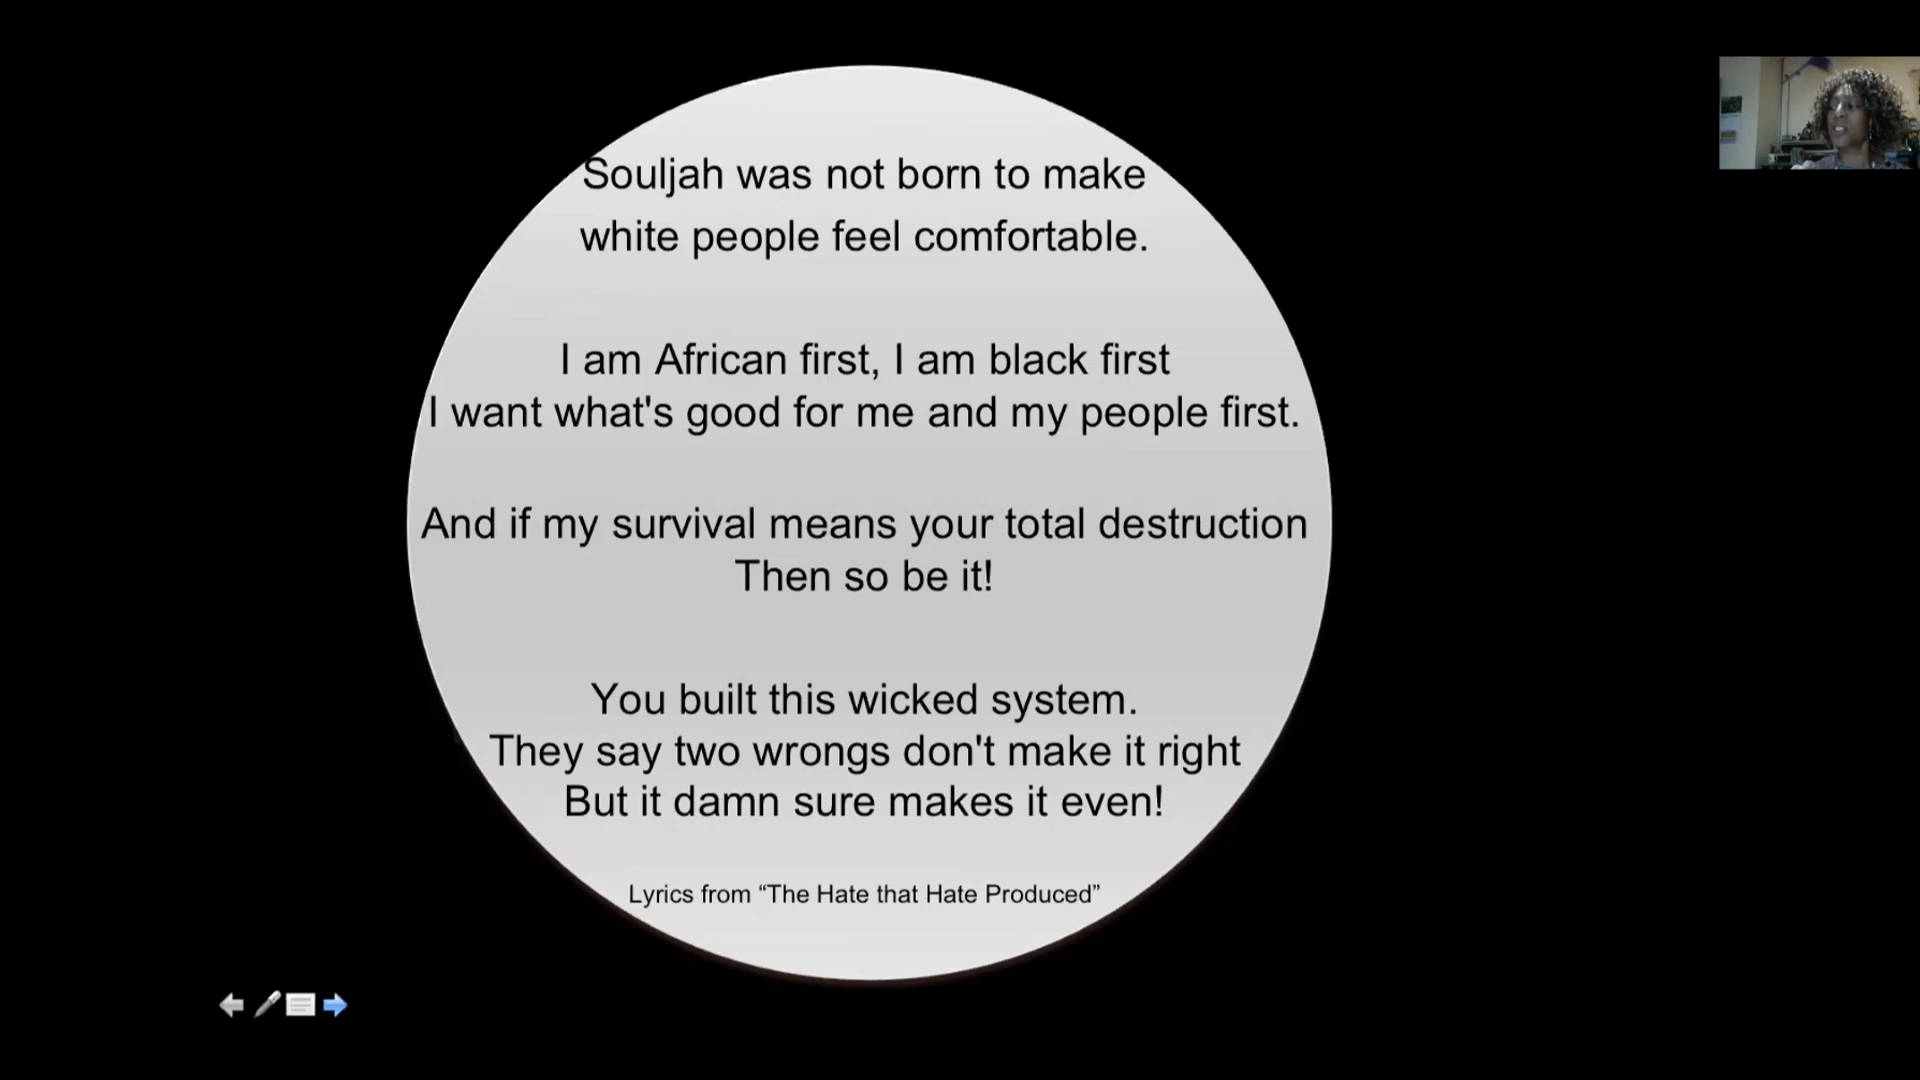 Souljah was not born to make
white people feel comfortable.
I am African first, I am black first
I want what's good for me and my people first.
And if my survival means your total destruction
Then so be it!
You built this wicked system.
They say two wrongs don't make it right
But it damn sure makes it even!
Lyrics from “The Hate that Hate Produced”